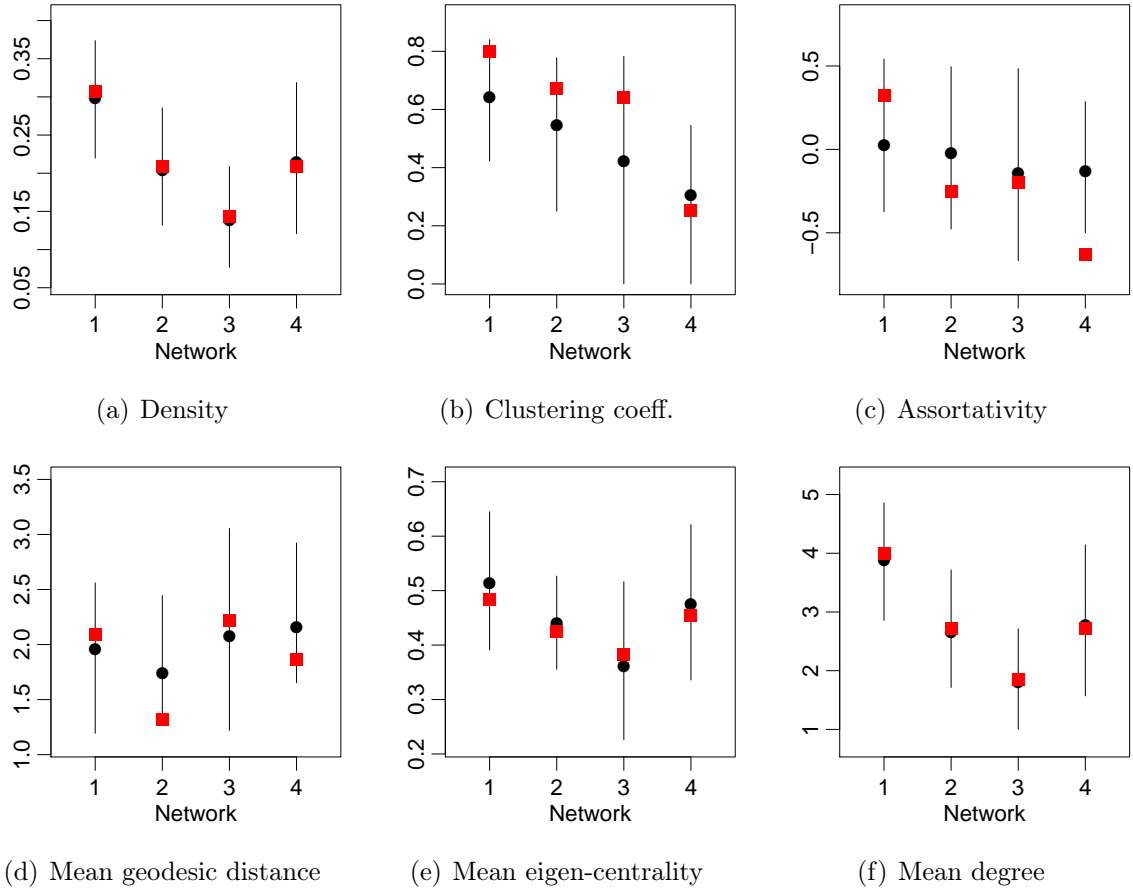 0.05 0.15 0.25 0.35
1 2 3 4
Network
(a) Density
0.0 0.2 0.4 0.6 0.8
1 2 3 4
Network
(b) Clustering coeff.
−0.5 0.0 0.5
1 2 3 4
Network
(c) Assortativity
1.0 1.5 2.0 2.5 3.0 3.5
1 2 3 4
Network
(d) Mean geodesic distance
0.2 0.3 0.4 0.5 0.6 0.7
1 2 3 4
Network
(e) Mean eigen-centrality
1 2 3 4 5
1 2 3 4
Network
(f) Mean degree